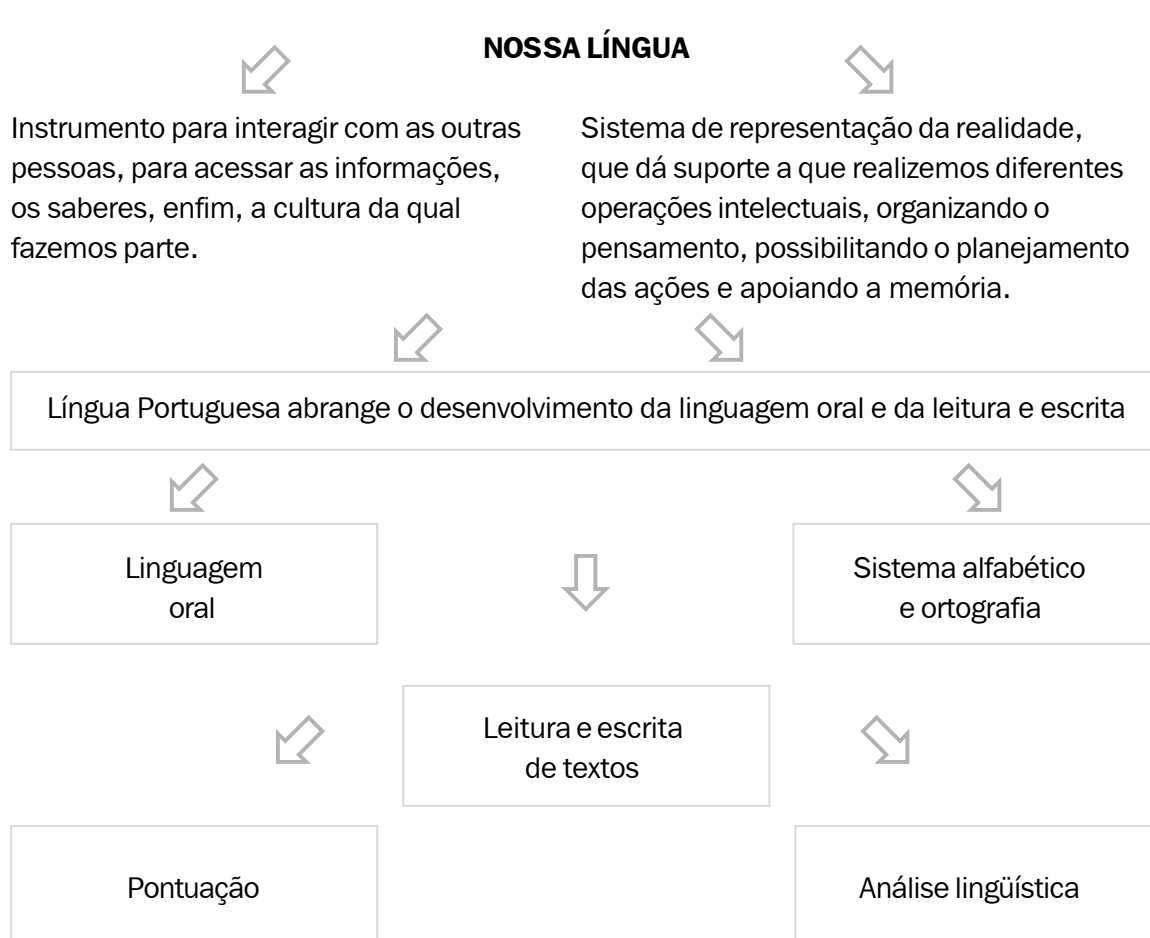 NOSSA LÍNGUA
Instrumento para interagir com as outras
pessoas, para acessar as informações,
os saberes, enfim, a cultura da qual
fazemos parte.
Sistema de representação da realidade,
que dá suporte a que realizemos diferentes
operações intelectuais, organizando o
pensamento, possibilitando o planejamento
das ações e apoiando a memória.
Língua Portuguesa abrange o desenvolvimento da linguagem oral e da leitura e escrita
Linguagem
oral
Sistema alfabético
e ortografia
Leitura e escrita
de textos
Pontuação
Análise lingüística